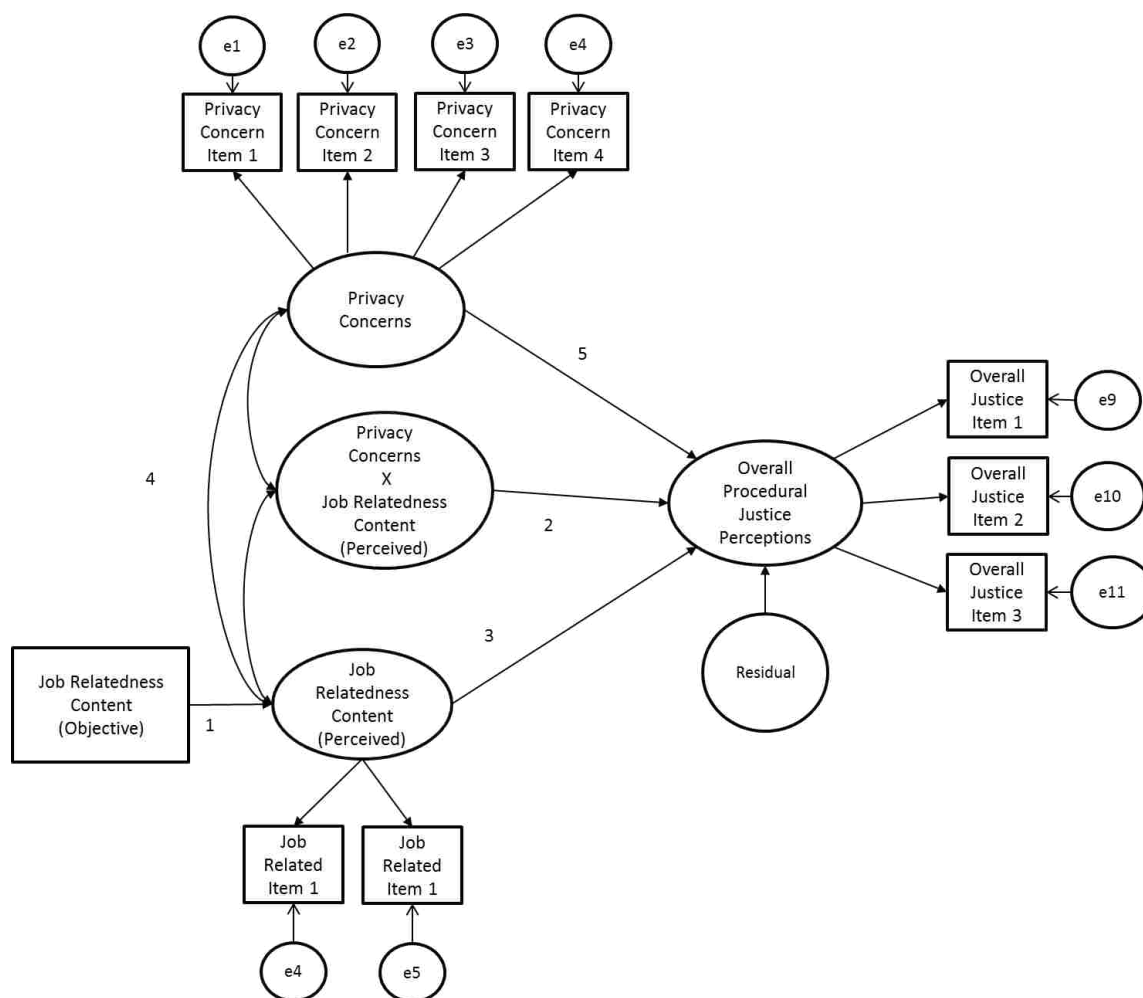 e1
e2
e3
e4
Privacy
Concern
Item 1
Privacy
Concern
Item 2
Privacy
Concern
Item 3
Privacy
Concern
Item 4
Privacy
Concerns
5
4
Privacy
Concerns
X
Job Relatedness
Content
(Perceived)
2
Overall
Procedural
Justice
Perceptions
Overall
Justice
Item 1
e9
Overall
Justice
Item 2
e10
Overall
Justice
Item 3
e11
3
Residual
Job Relatedness
Content
(Objective)
1
Job
Relatedness
Content
(Perceived)
Job
Related
Item 1
Job
Related
Item 1
e4
e5